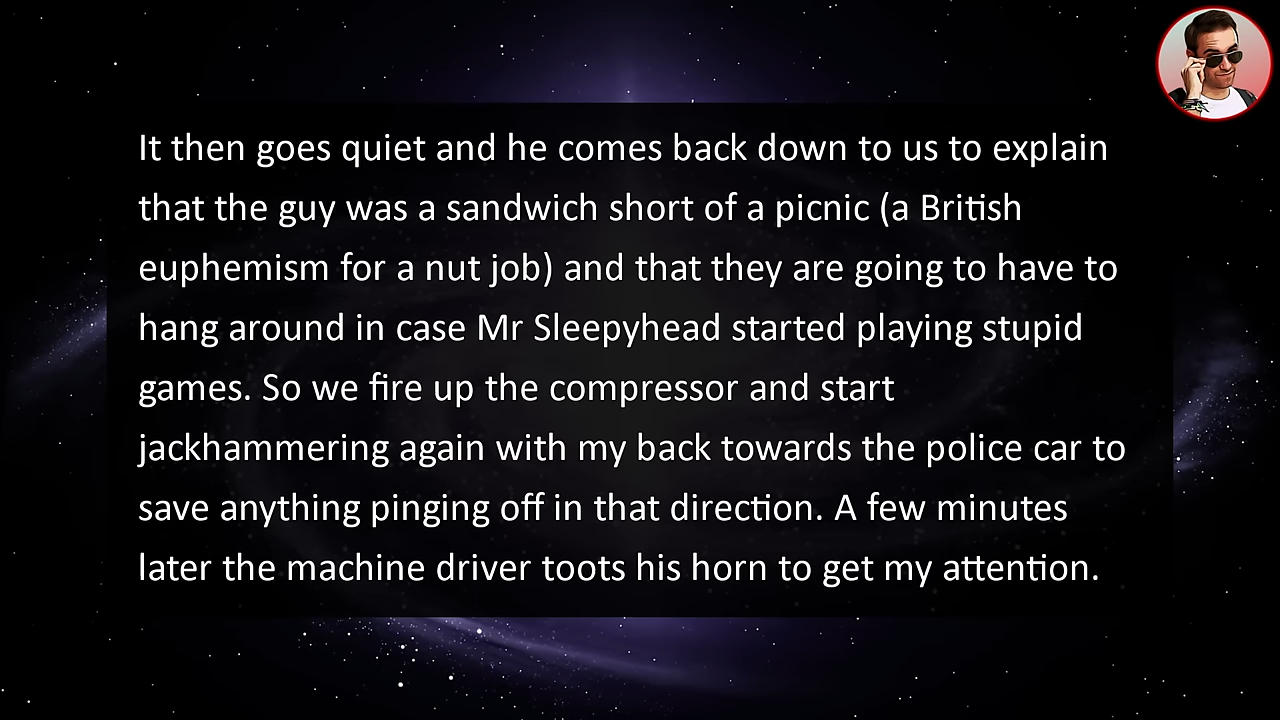 It then goes quiet and he comes back down to us to explain
that the guy was a sandwich short of a picnic (a British
euphemism for a nut job) and that they are going to have to
hang around in case Mr Sleepyhead started playing stupid
games. So we fire up the compressor and start
jackhammering again with my back towards the police car to
save anything pinging off in that direction. A few minutes
later the machine driver toots his horn to get my attention.